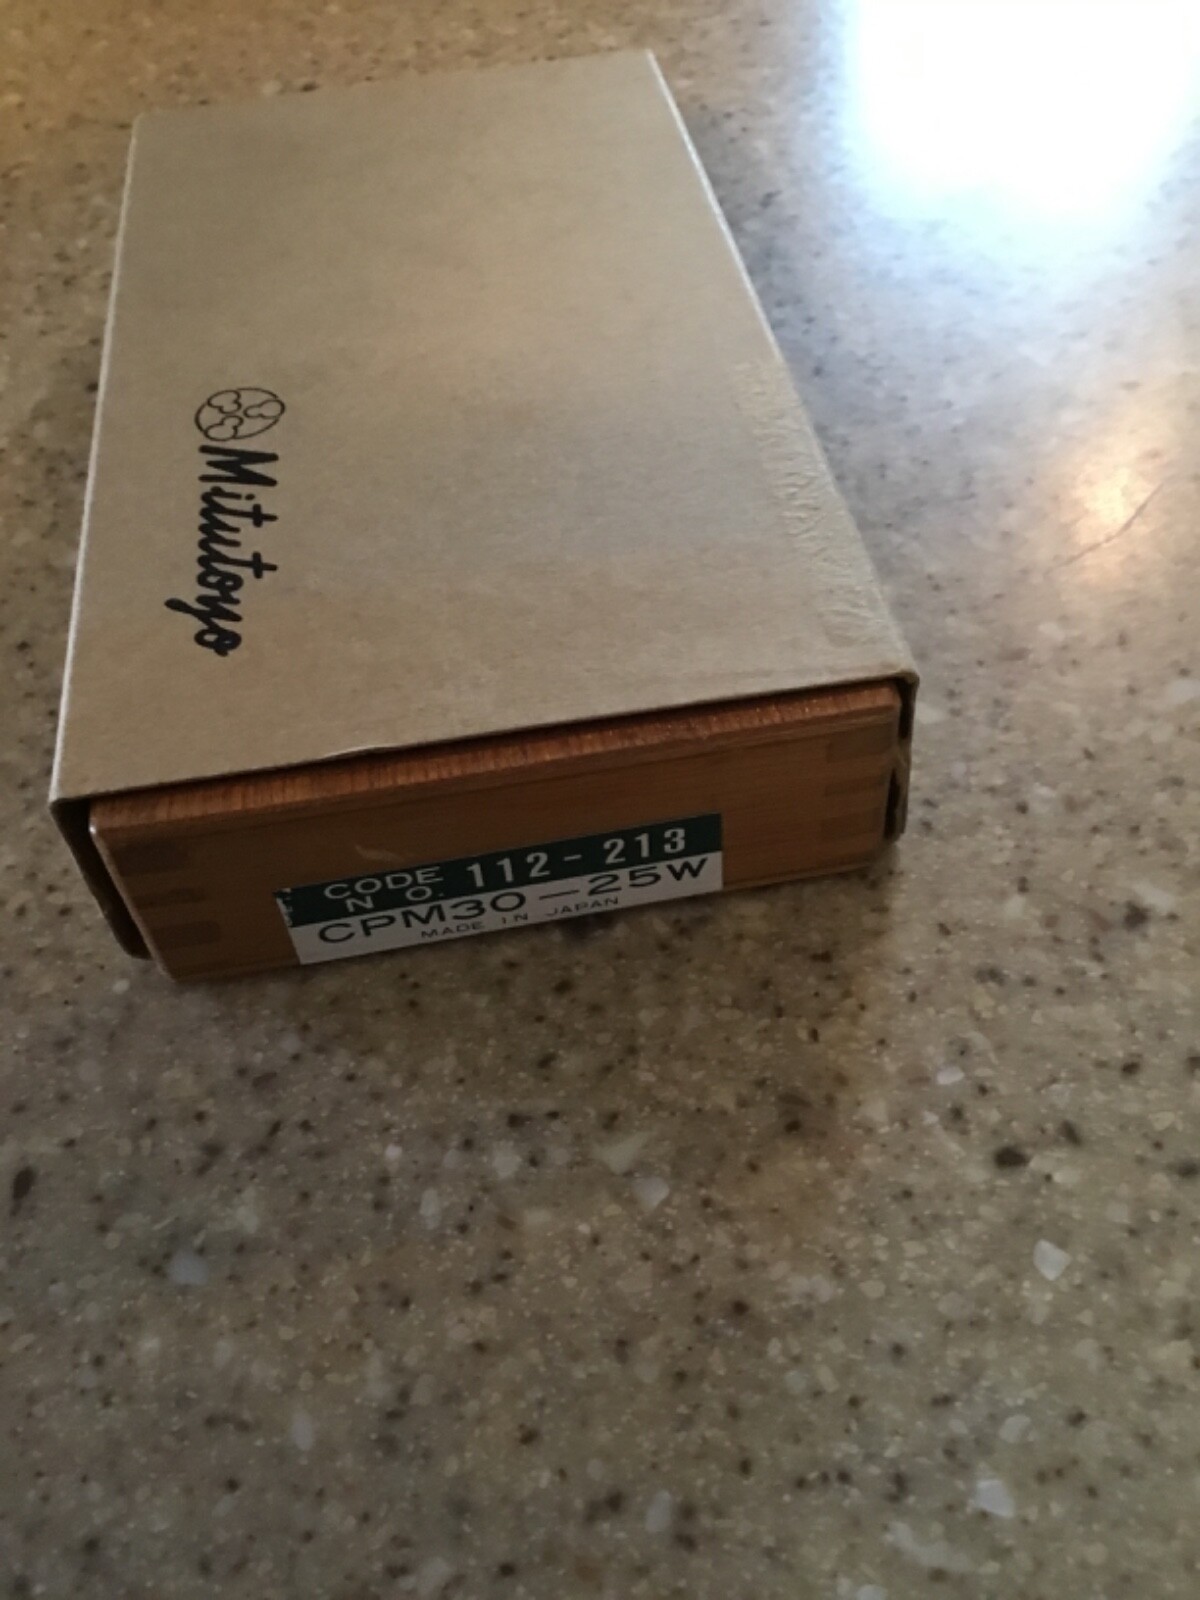 Mitutoyo
CODE NO. 112-213
CPM30-25W
MADE IN JAPAN